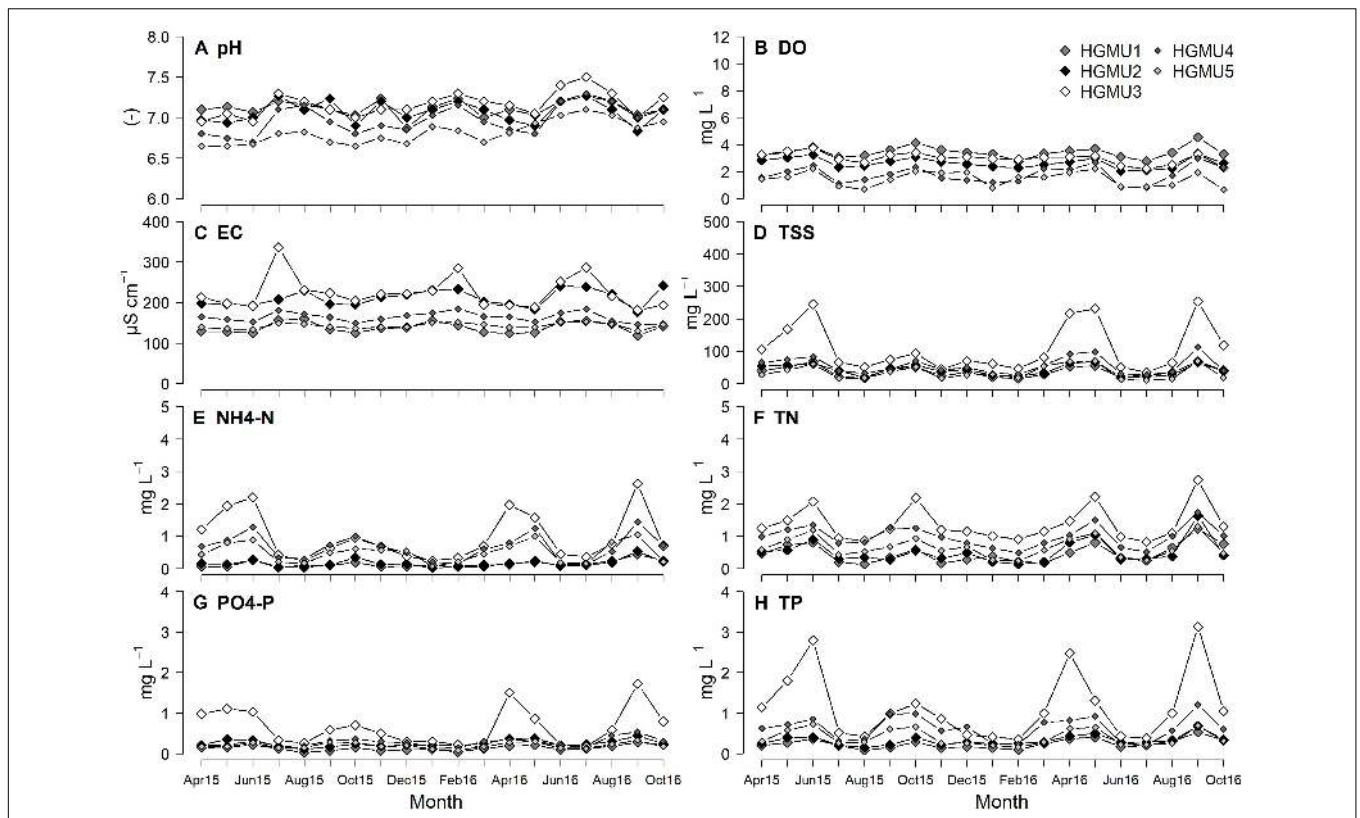 A pH
8.0
7.5
7.0
6.5
6.0
(-)
B DO
12
10
8
6
4
2
0
mg L⁻¹
HGMU1
HGMU2
HGMU3
HGMU4
HGMU5
C EC
400
300
200
100
0
µS cm⁻¹
D TSS
500
400
300
200
100
0
mg L⁻¹
E NH4-N
5
4
3
2
1
0
mg L⁻¹
F TN
5
4
3
2
1
0
mg L⁻¹
G PO4-P
4
3
2
1
0
mg L⁻¹
Apr15 Jun15 Aug15 Oct15 Dec15 Feb16 Apr16 Jun16 Aug16 Oct16
Month
H TP
4
3
2
1
0
mg L⁻¹
Apr15 Jun15 Aug15 Oct15 Dec15 Feb16 Apr16 Jun16 Aug16 Oct16
Month